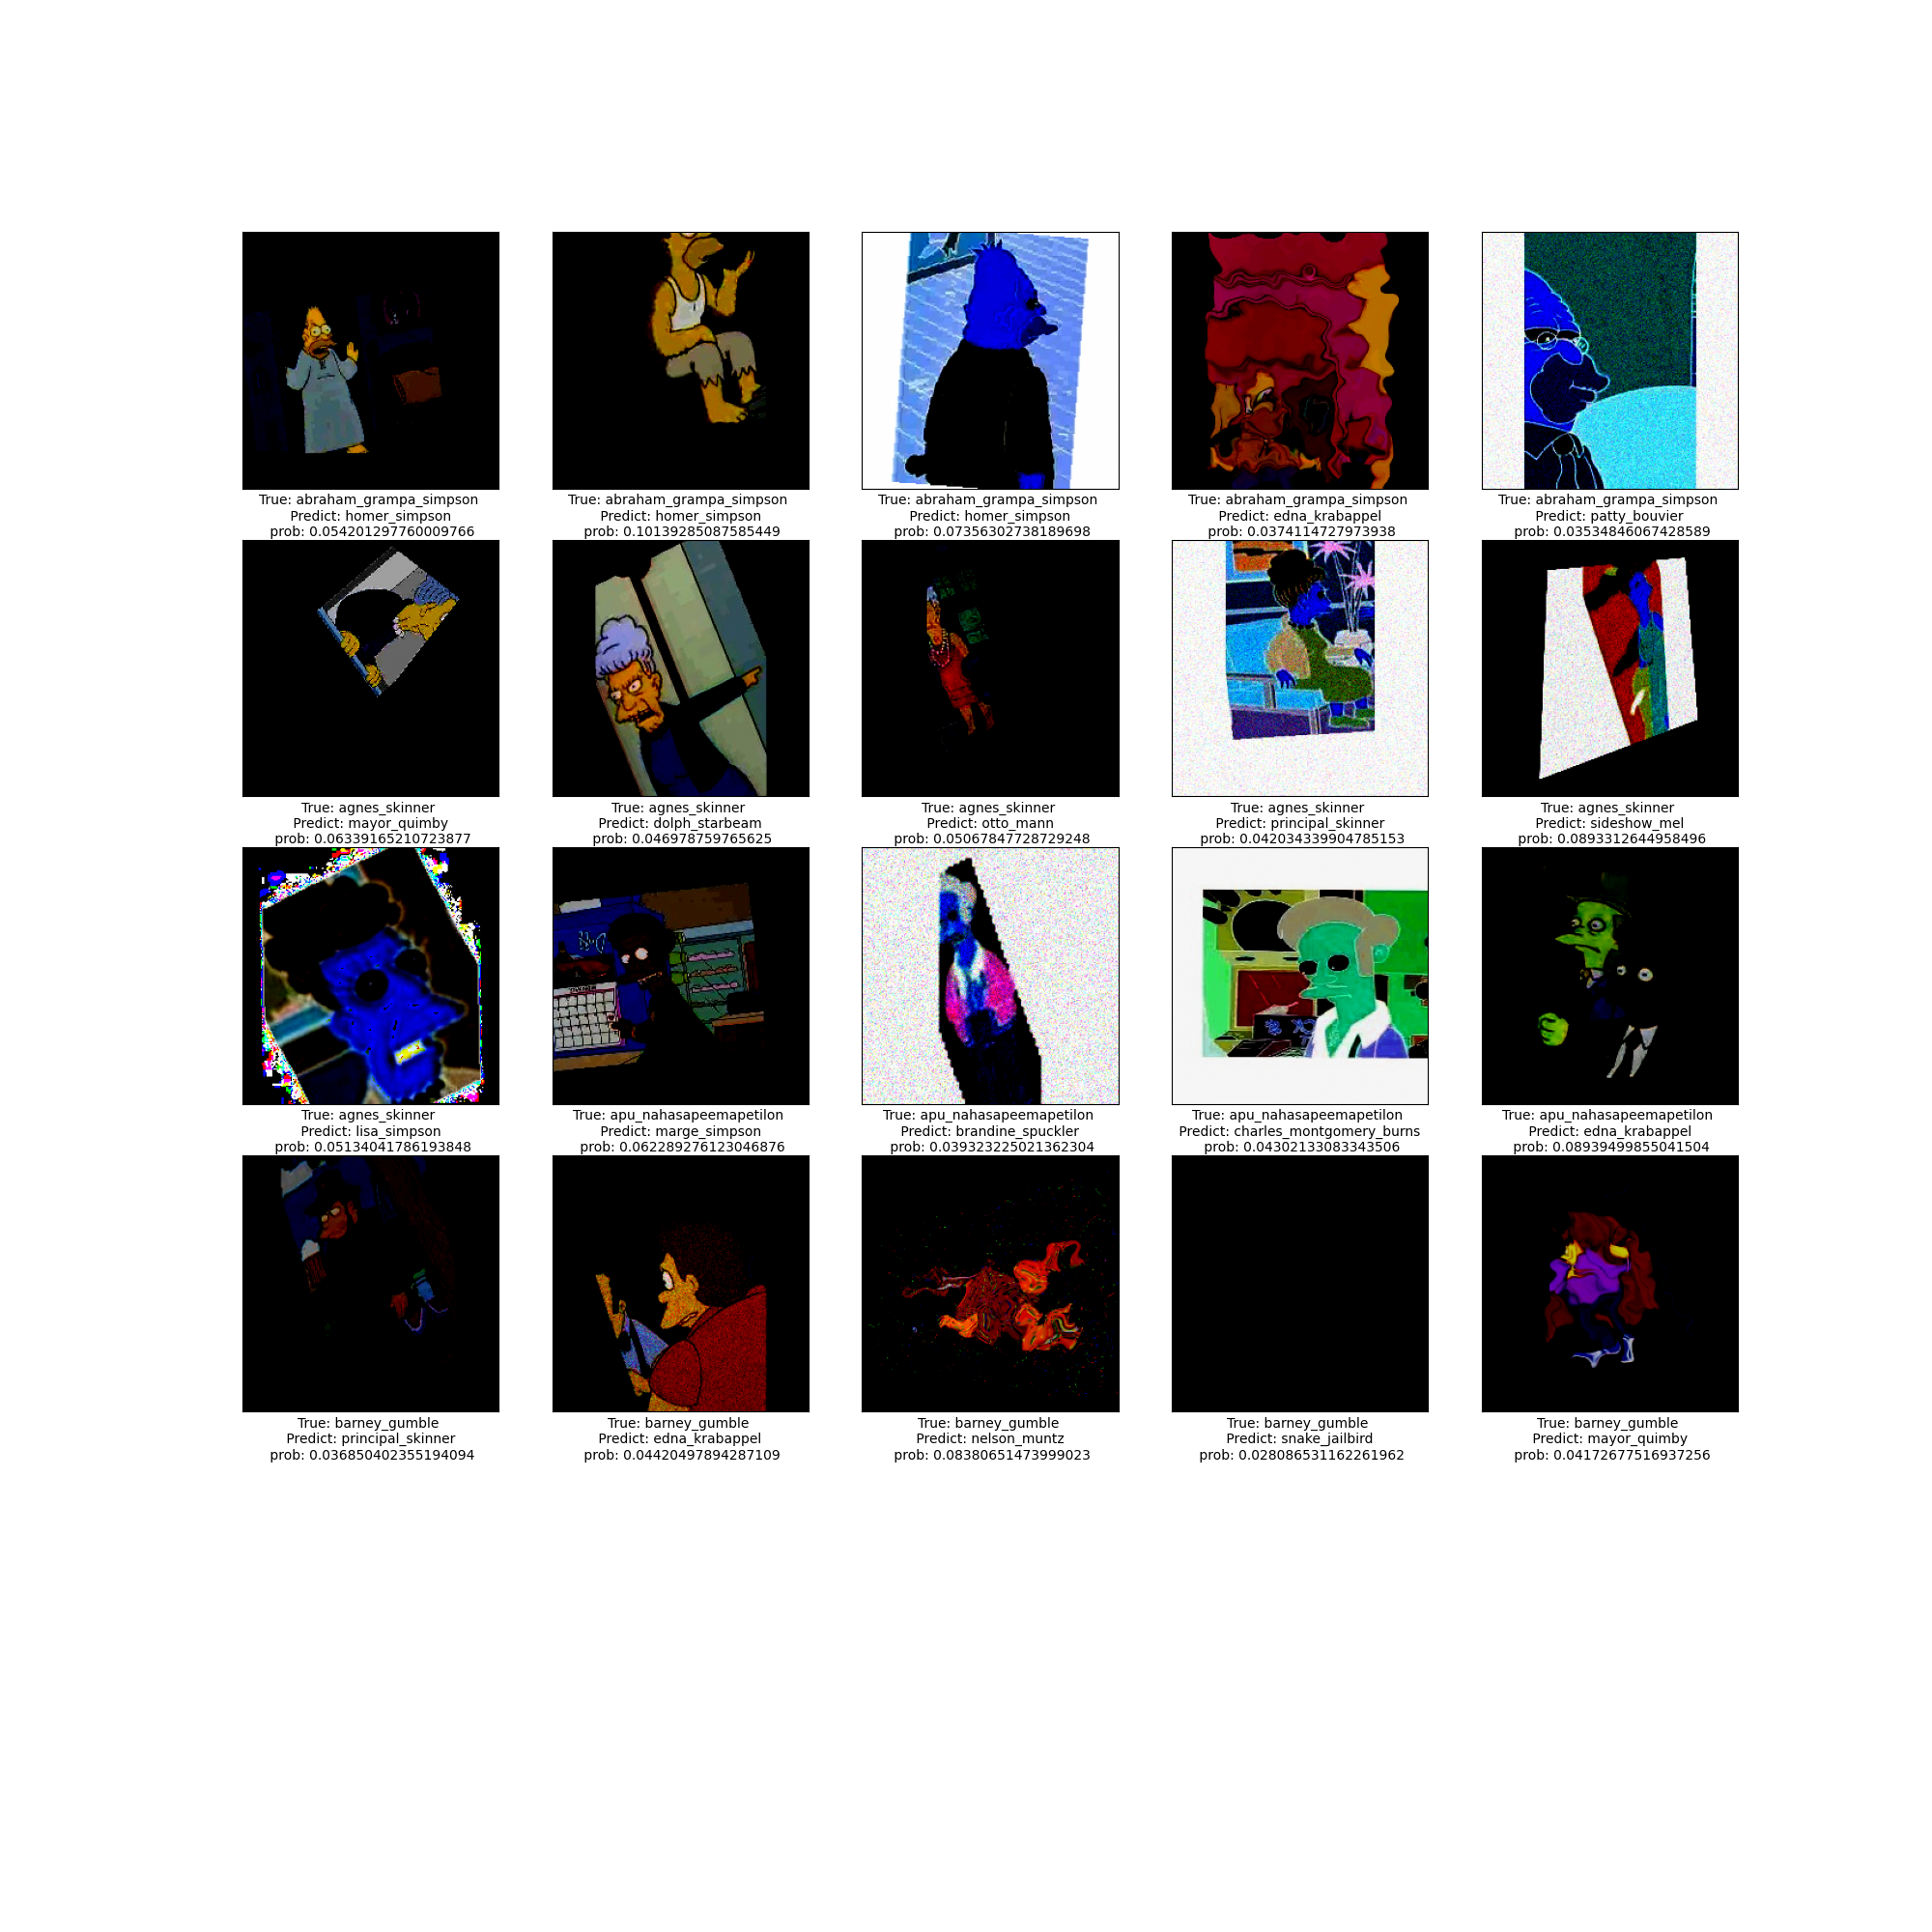 True: abraham_grampa_simpson
Predict: homer_simpson
prob: 0.054201297760009766
True: abraham_grampa_simpson
Predict: homer_simpson
prob: 0.10139285087585449
True: abraham_grampa_simpson
Predict: homer_simpson
prob: 0.07356302738189698
True: abraham_grampa_simpson
Predict: edna_krabappel
prob: 0.0374114727973938
True: abraham_grampa_simpson
Predict: patty_bouvier
prob: 0.03534846067428589
True: agnes_skinner
Predict: mayor_quimby
prob: 0.06339165210723877
True: agnes_skinner
Predict: dolph_starbeam
prob: 0.046978759765625
True: agnes_skinner
Predict: otto_mann
prob: 0.05067847728729248
True: agnes_skinner
Predict: principal_skinner
prob: 0.042034339904785153
True: agnes_skinner
Predict: sideshow_mel
prob: 0.0893312644958496
True: agnes_skinner
Predict: lisa_simpson
prob: 0.05134041786193848
True: apu_nahasapeemapetilon
Predict: marge_simpson
prob: 0.062289276123046876
True: apu_nahasapeemapetilon
Predict: brandine_spuckler
prob: 0.039323225021362304
True: apu_nahasapeemapetilon
Predict: charles_montgomery_burns
prob: 0.04302133083343506
True: apu_nahasapeemapetilon
Predict: edna_krabappel
prob: 0.08939499855041504
True: barney_gumble
Predict: principal_skinner
prob: 0.036850402355194094
True: barney_gumble
Predict: edna_krabappel
prob: 0.04420497894287109
True: barney_gumble
Predict: nelson_muntz
prob: 0.08380651473999023
True: barney_gumble
Predict: snake_jailbird
prob: 0.028086531162261962
True: barney_gumble
Predict: mayor_quimby
prob: 0.04172677516937256